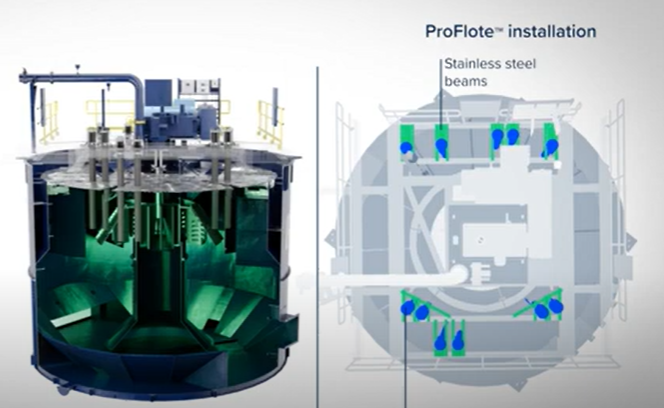 ProFlote™ installation
Stainless steel
beams